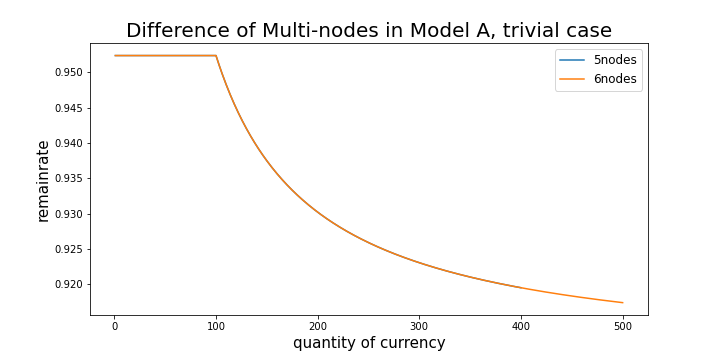 Difference of Multi-nodes in Model A, trivial case
5nodes
6nodes
remainrate
0.950
0.945
0.940
0.935
0.930
0.925
0.920
0 100 200 300 400 500
quantity of currency